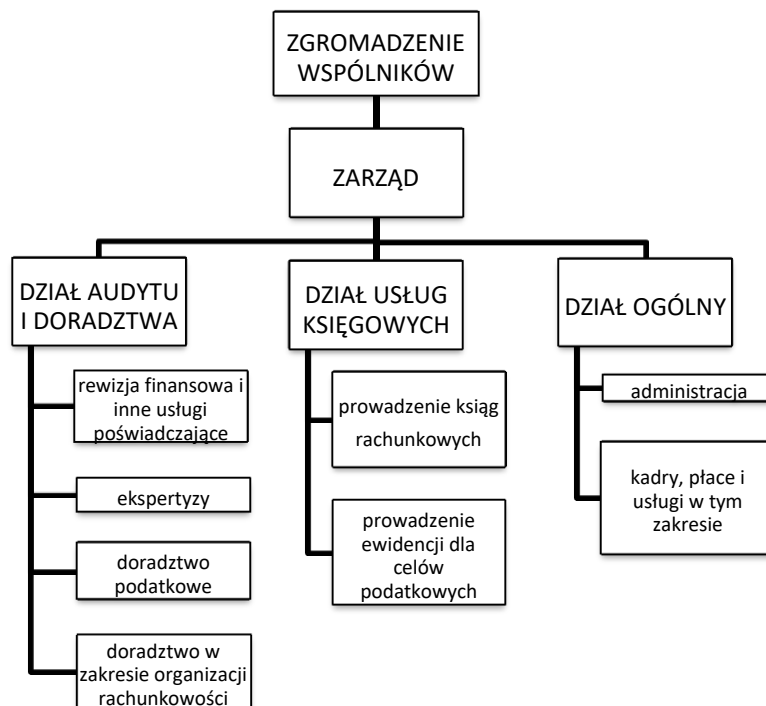 ZGROMADZENIE
WSPÓLNIKÓW
ZARZĄD
DZIAŁ AUDYTU
I DORADZTWA
rewizja finansowa i
inne usługi
poświadczające
ekspertyzy
doradztwo
podatkowe
doradztwo w
zakresie organizacji
rachunkowości
DZIAŁ USŁUG
KSIĘGOWYCH
prowadzenie ksiąg
rachunkowych
prowadzenie
ewidencji dla
celów
podatkowych
DZIAŁ OGÓLNY
administracja
kadry, płace i
usługi w tym
zakresie